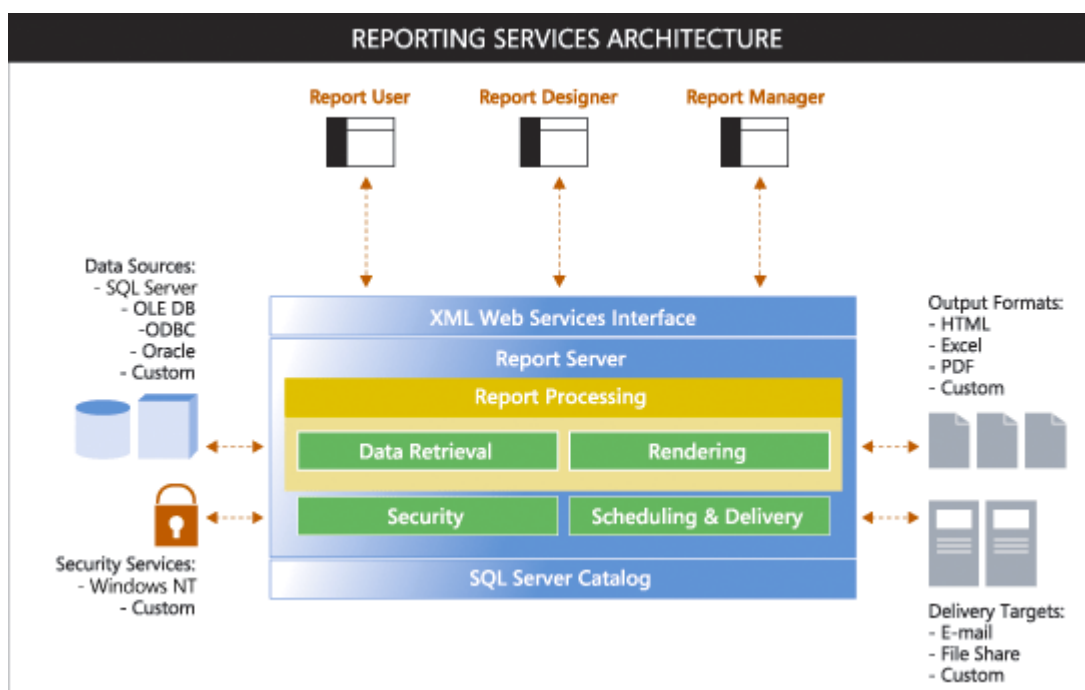 REPORTING SERVICES ARCHITECTURE
Report User
Report Designer
Report Manager
Data Sources:
- SQL Server
- OLE DB
-ODBC
- Oracle
- Custom
XML Web Services Interface
Report Server
Report Processing
Data Retrieval
Rendering
Security
Scheduling & Delivery
SQL Server Catalog
Security Services:
- Windows NT
- Custom
Output Formats:
- HTML
- Excel
- PDF
- Custom
Delivery Targets:
- E-mail
- File Share
- Custom